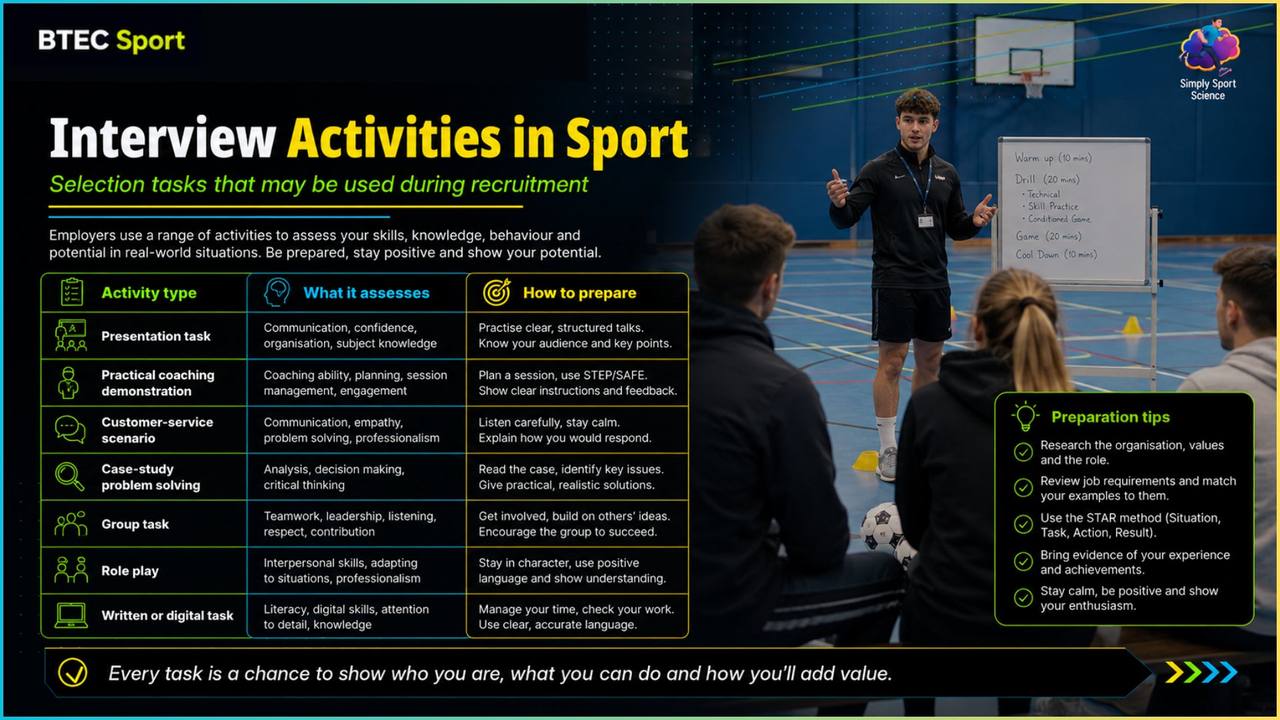 BTEC Sport
Simply Sport
Science
Interview Activities in Sport
Selection tasks that may be used during recruitment
Employers use a range of activities to assess your skills, knowledge, behaviour and
potential in real-world situations. Be prepared, stay positive and show your potential.
Activity type
What it assesses
How to prepare
Presentation task
Communication, confidence,
organisation, subject knowledge
Practise clear, structured talks.
Know your audience and key points.
Practical coaching
demonstration
Coaching ability, planning, session
management, engagement
Plan a session, use STEP/SAFE.
Show clear instructions and feedback.
Customer-service
scenario
Communication, empathy,
problem solving, professionalism
Listen carefully, stay calm.
Explain how you would respond.
Case-study
problem solving
Analysis, decision making,
critical thinking
Read the case, identify key issues.
Give practical, realistic solutions.
Group task
Teamwork, leadership, listening,
respect, contribution
Get involved, build on others' ideas.
Encourage the group to succeed.
Role play
Interpersonal skills, adapting
to situations, professionalism
Stay in character, use positive
language and show understanding.
Written or digital task
Literacy, digital skills, attention
to detail, knowledge
Manage your time, check your work.
Use clear, accurate language.
Warm up (10 mins)
Drill (20 mins)
• Technical
• Skill Practice
• Conditioned Game
Game (20 mins)
Cool Down (10 mins)
Preparation tips
Research the organisation, values
and the role.
Review job requirements and match
your examples to them.
Use the STAR method (Situation,
Task, Action, Result).
Bring evidence of your experience
and achievements.
Stay calm, be positive and show
your enthusiasm.
Every task is a chance to show who you are, what you can do and how you'll add value.